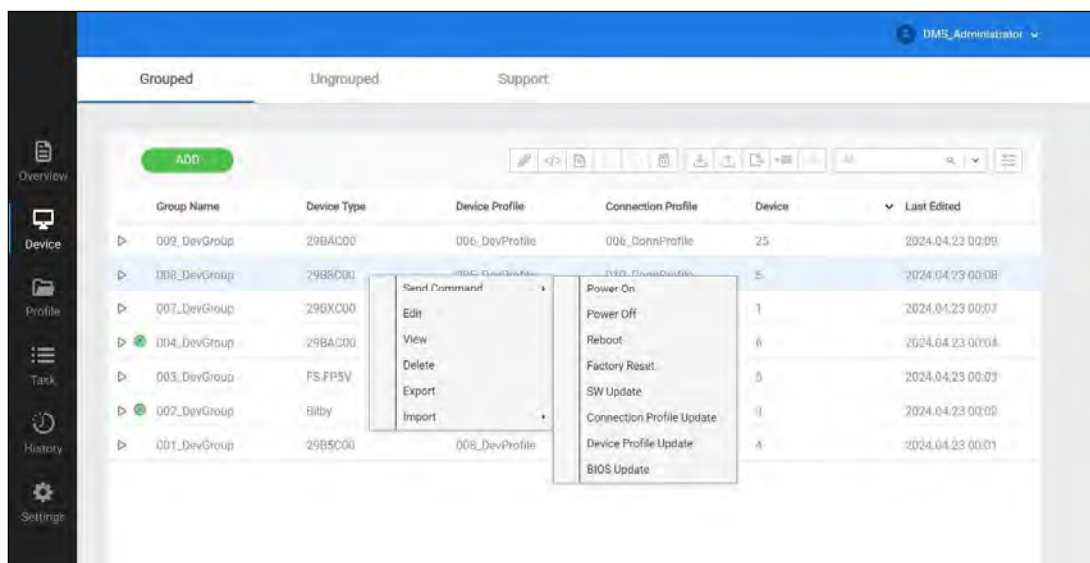 DMS_Administrator
Grouped Ungrouped Support
Overview
Device
Profile
Task
History
Settings
ADD
All
Group Name Device Type Device Profile Connection Profile Device Last Edited
009_DevGroup 29BAC00 006_DevProfile 006_ConnProfile 25 2024.04.23 00:09
008_DevGroup 5 2024.04.23 00:08
007_DevGroup 29BXC00 1 2024.04.23 00:07
004_DevGroup 29BAC00 6 2024.04.23 00:04
003_DevGroup FS.FP5V 5 2024.04.23 00:03
002_DevGroup Bitby 2024.04.23 00:02
001_DevGroup 29B5C00 008_DevProfile 4 2024.04.23 00:01
Send Command
Edit
View
Delete
Export
Import
Power On
Power Off
Reboot
Factory Reset
SW Update
Connection Profile Update
Device Profile Update
BIOS Update